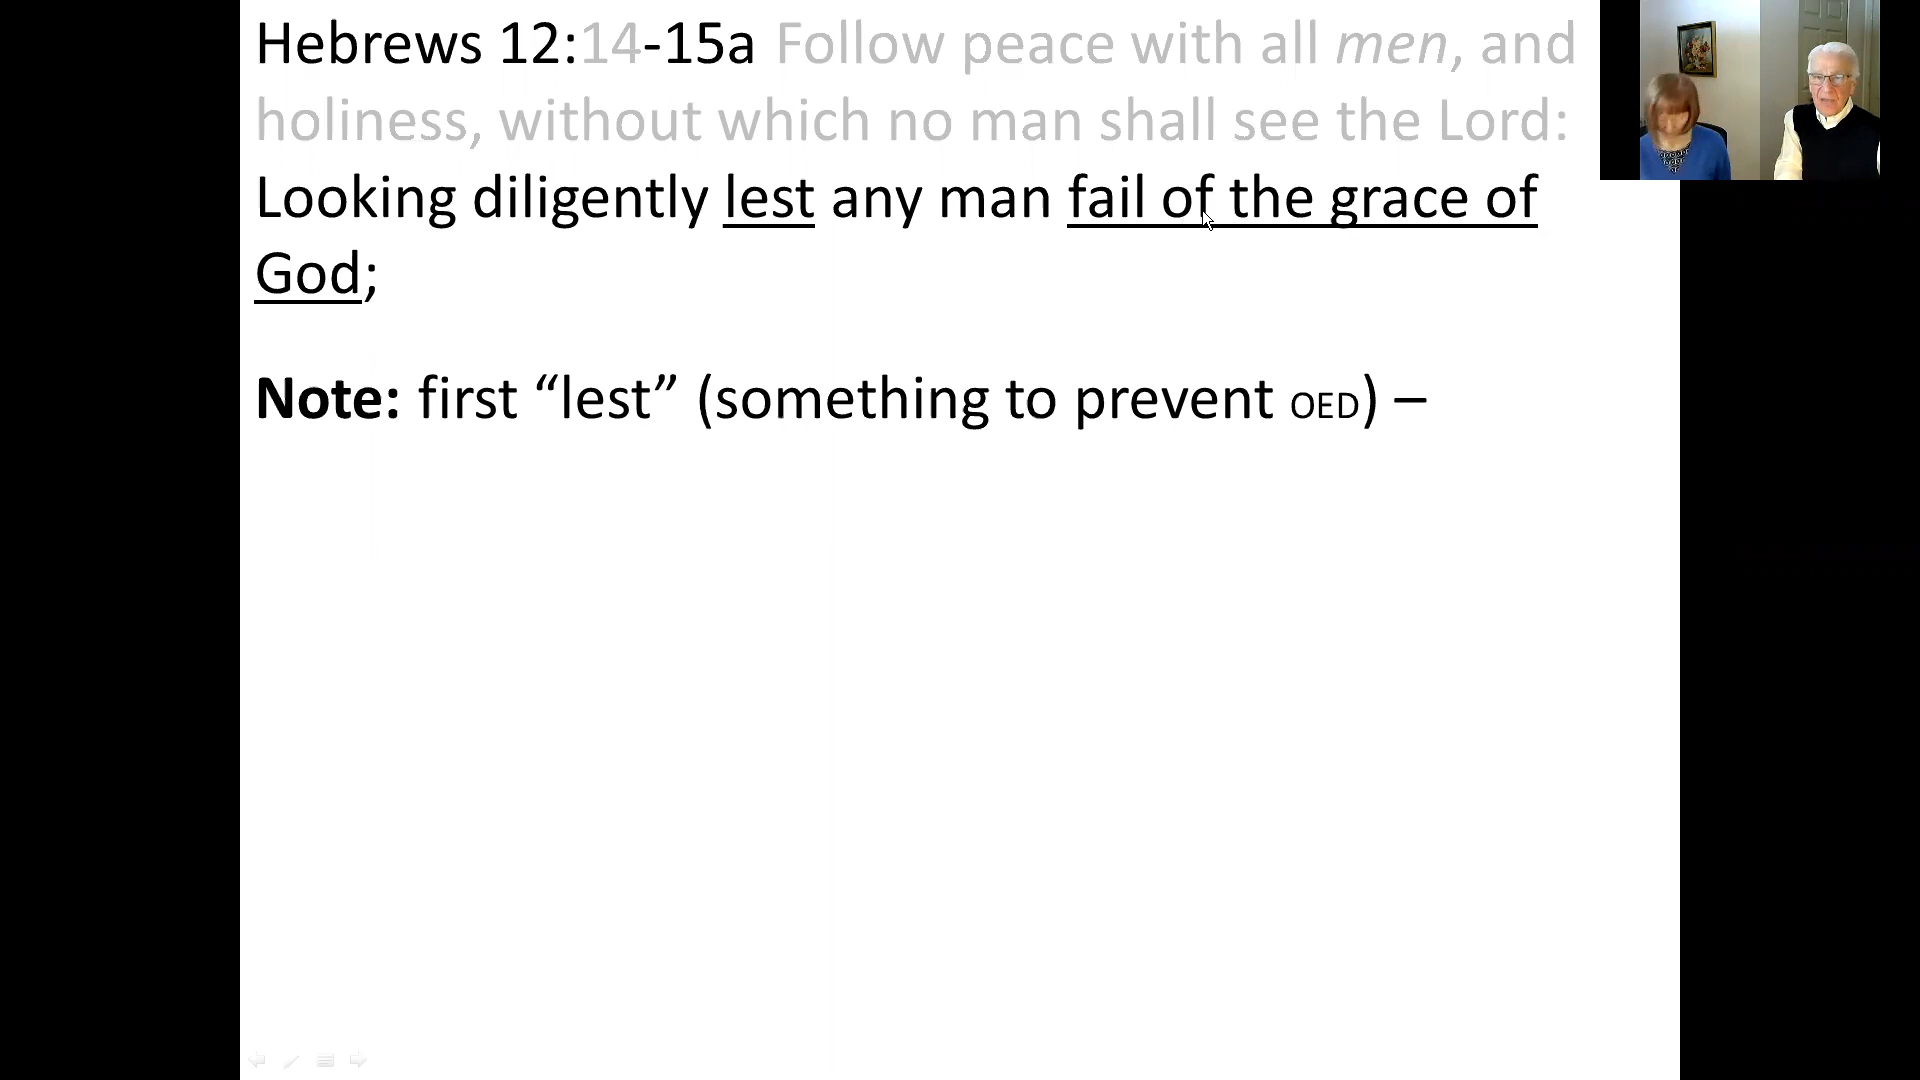 Hebrews 12:14-15a Follow peace with all men, and
holiness, without which no man shall see the Lord:
Looking diligently lest any man fail of the grace of
God;
Note: first “lest” (something to prevent OED) –